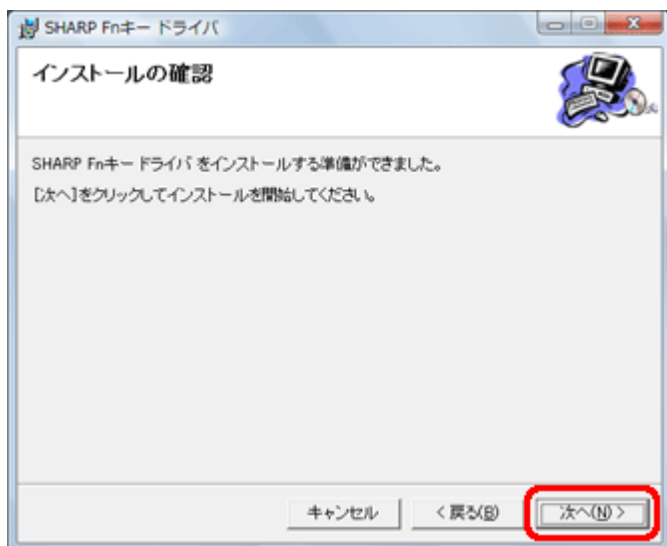 SHARP Fnキー ドライバ
インストールの確認
SHARP Fnキー ドライバ をインストールする準備ができました。
[次へ]をクリックしてインストールを開始してください。
キャンセル
< 戻る(B)
次へ(N) >